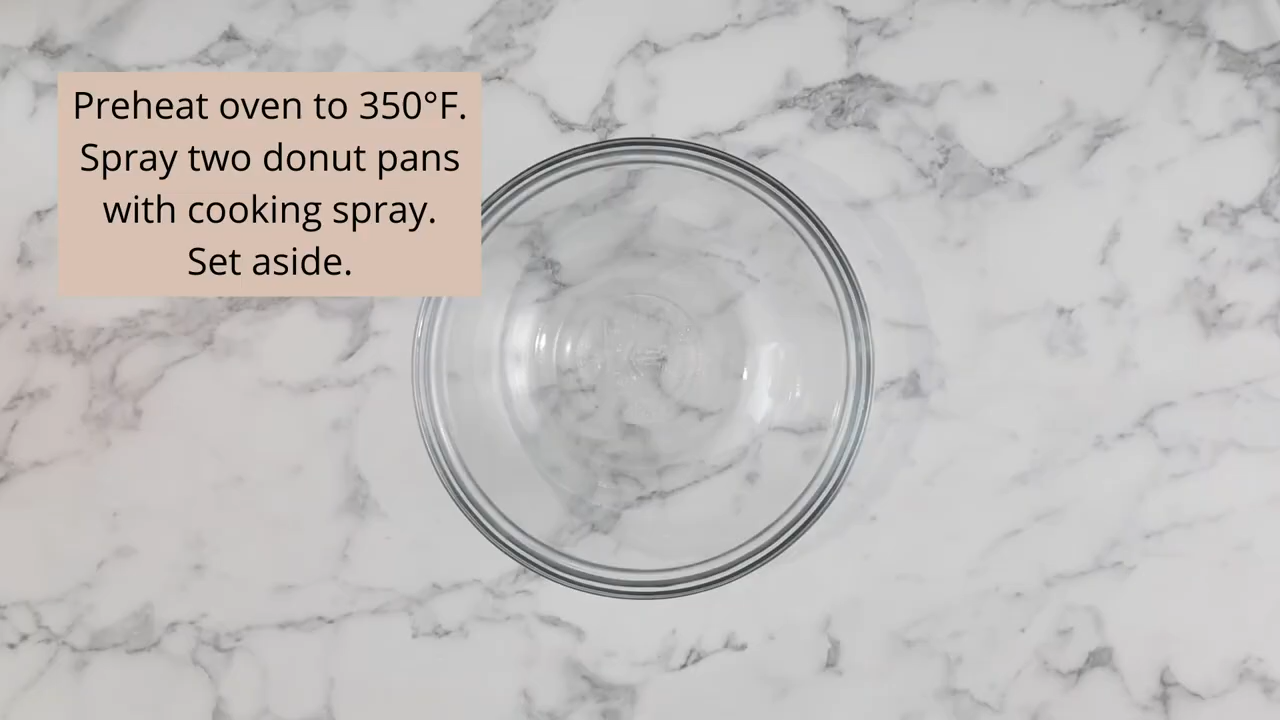 Preheat oven to 350°F.
Spray two donut pans
with cooking spray.
Set aside.